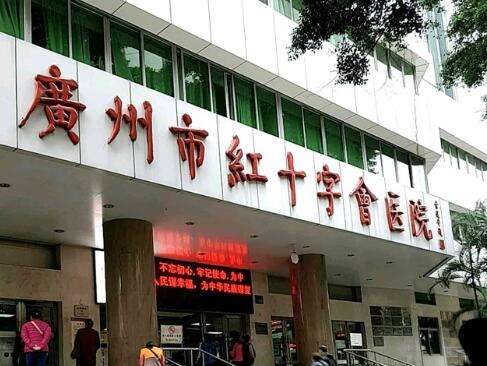 廣州市紅十字會医院
不忘初心,牢记使命,为中
人民谋幸福，为中华民族谋复